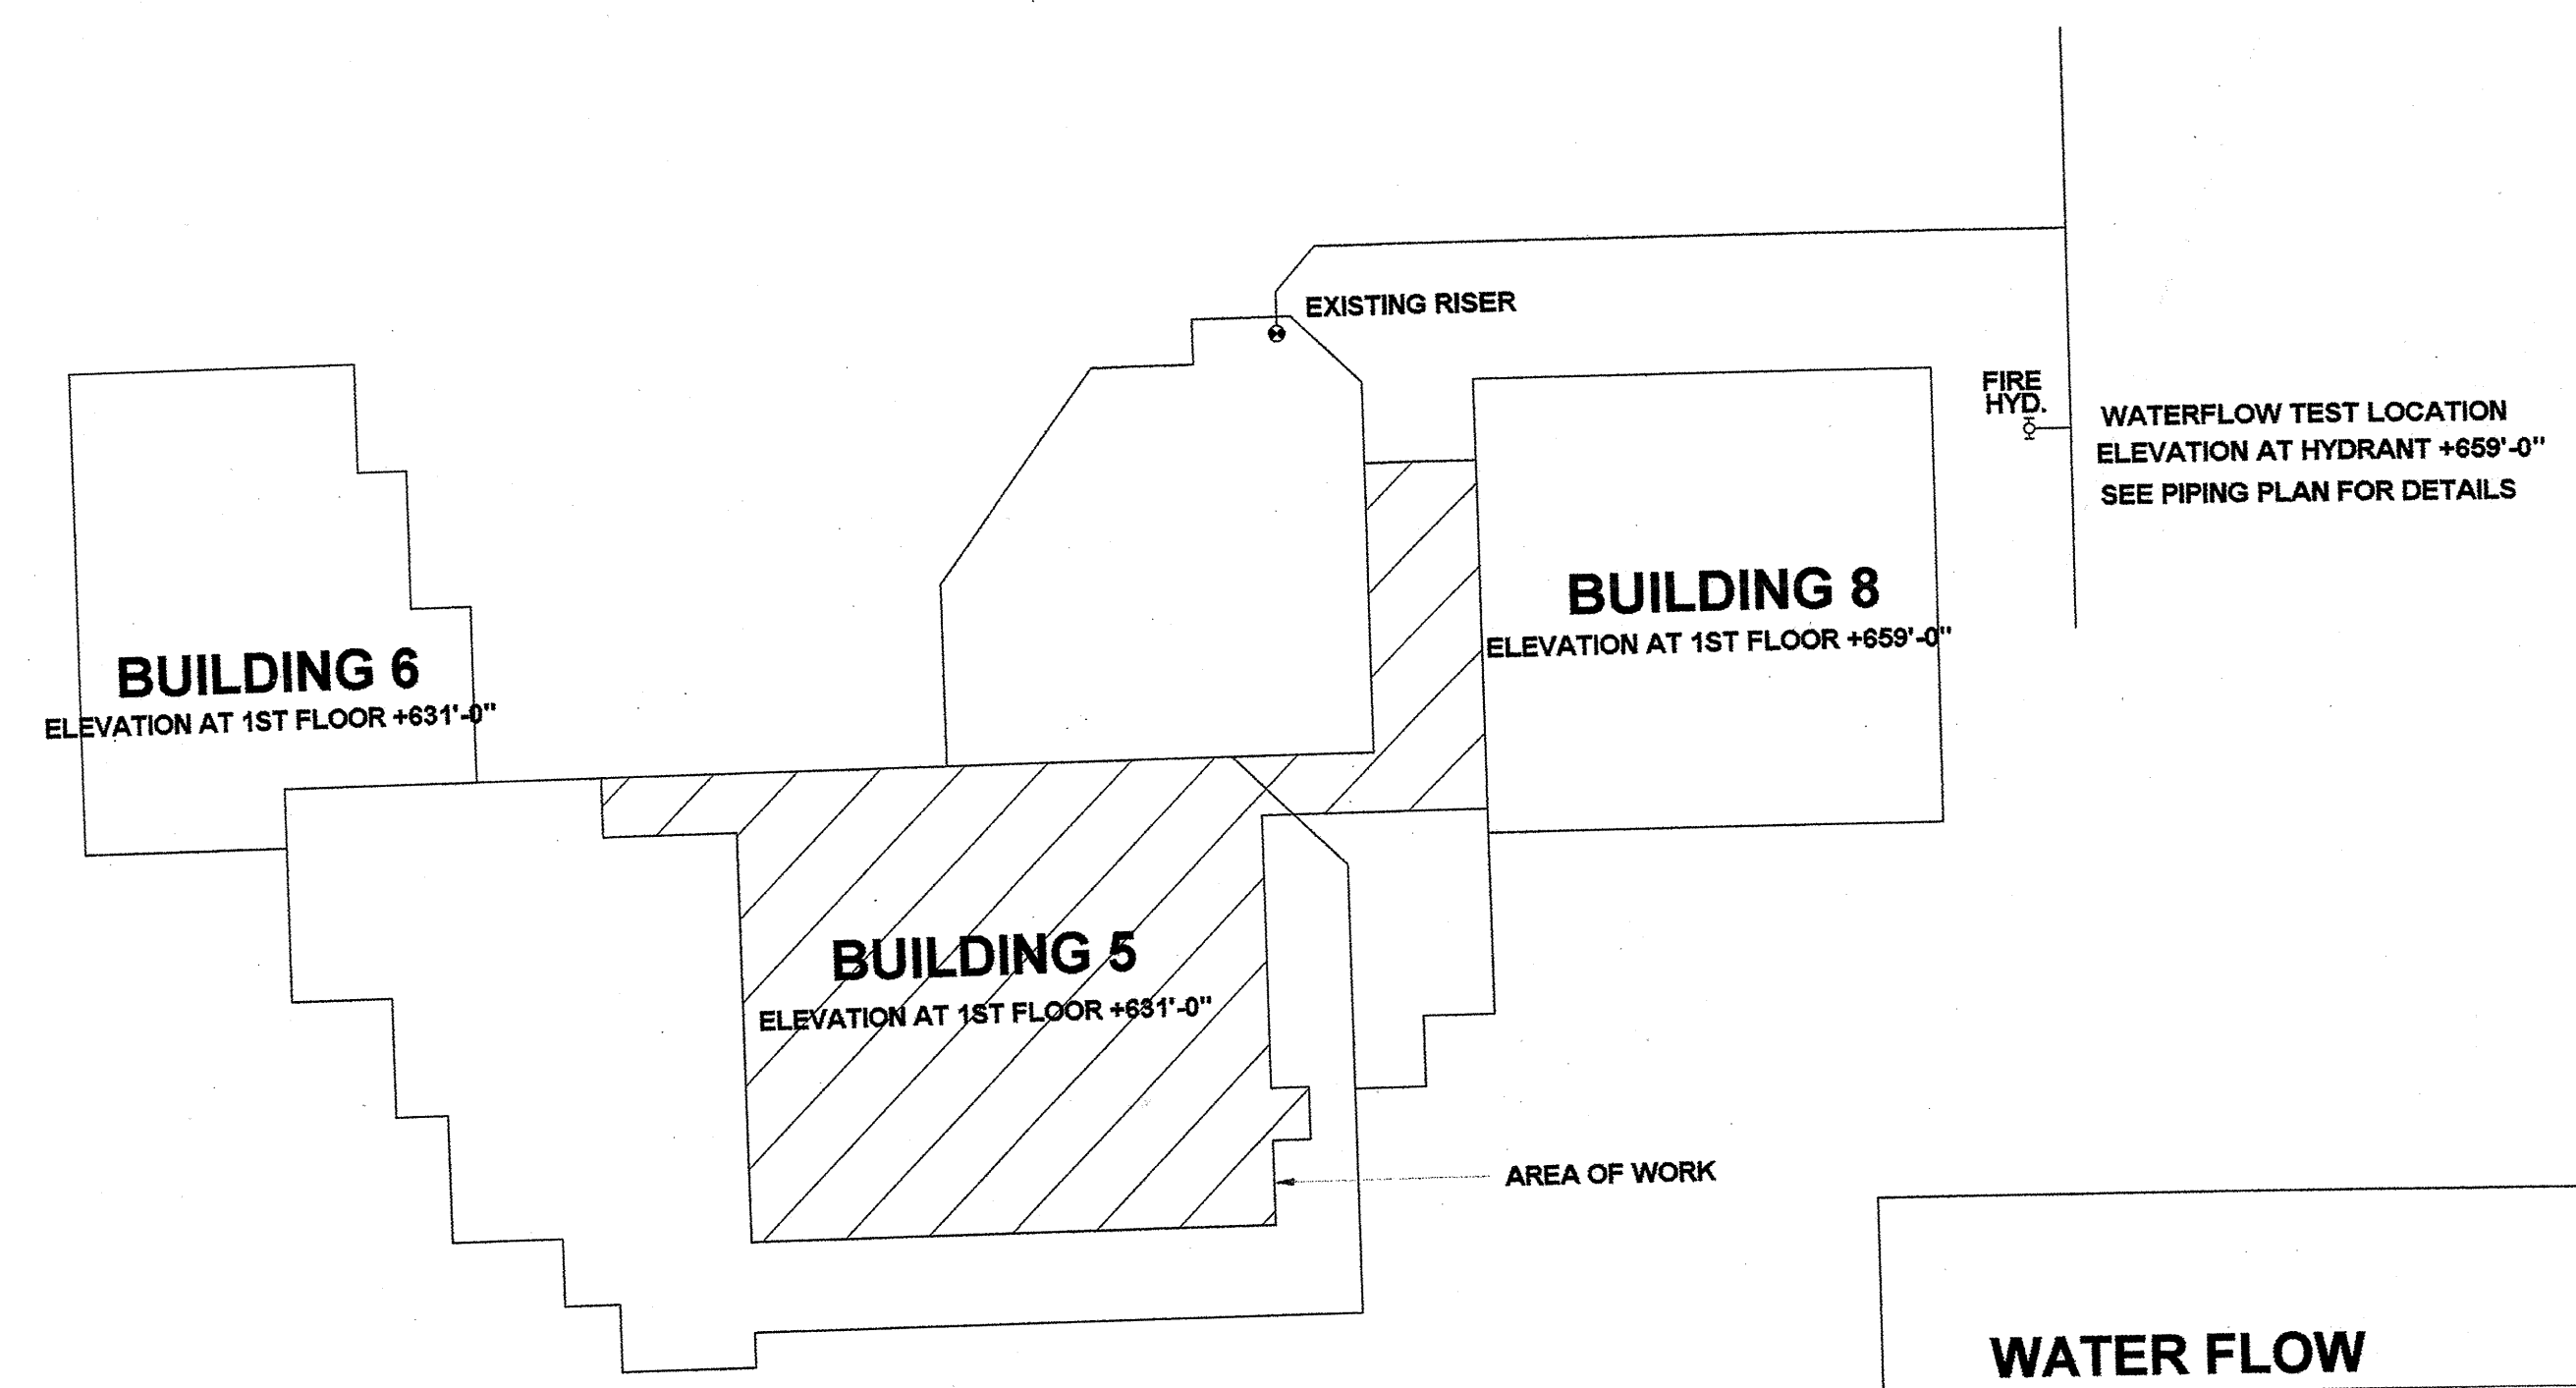 EXISTING RISER
FIRE
HYD.
WATERFLOW TEST LOCATION
ELEVATION AT HYDRANT +659'-0"
SEE PIPING PLAN FOR DETAILS
BUILDING 8
ELEVATION AT 1ST FLOOR +659'-0"
BUILDING 6
ELEVATION AT 1ST FLOOR +631'-0"
BUILDING 5
ELEVATION AT 1ST FLOOR +631'-0"
AREA OF WORK
WATER FLOW